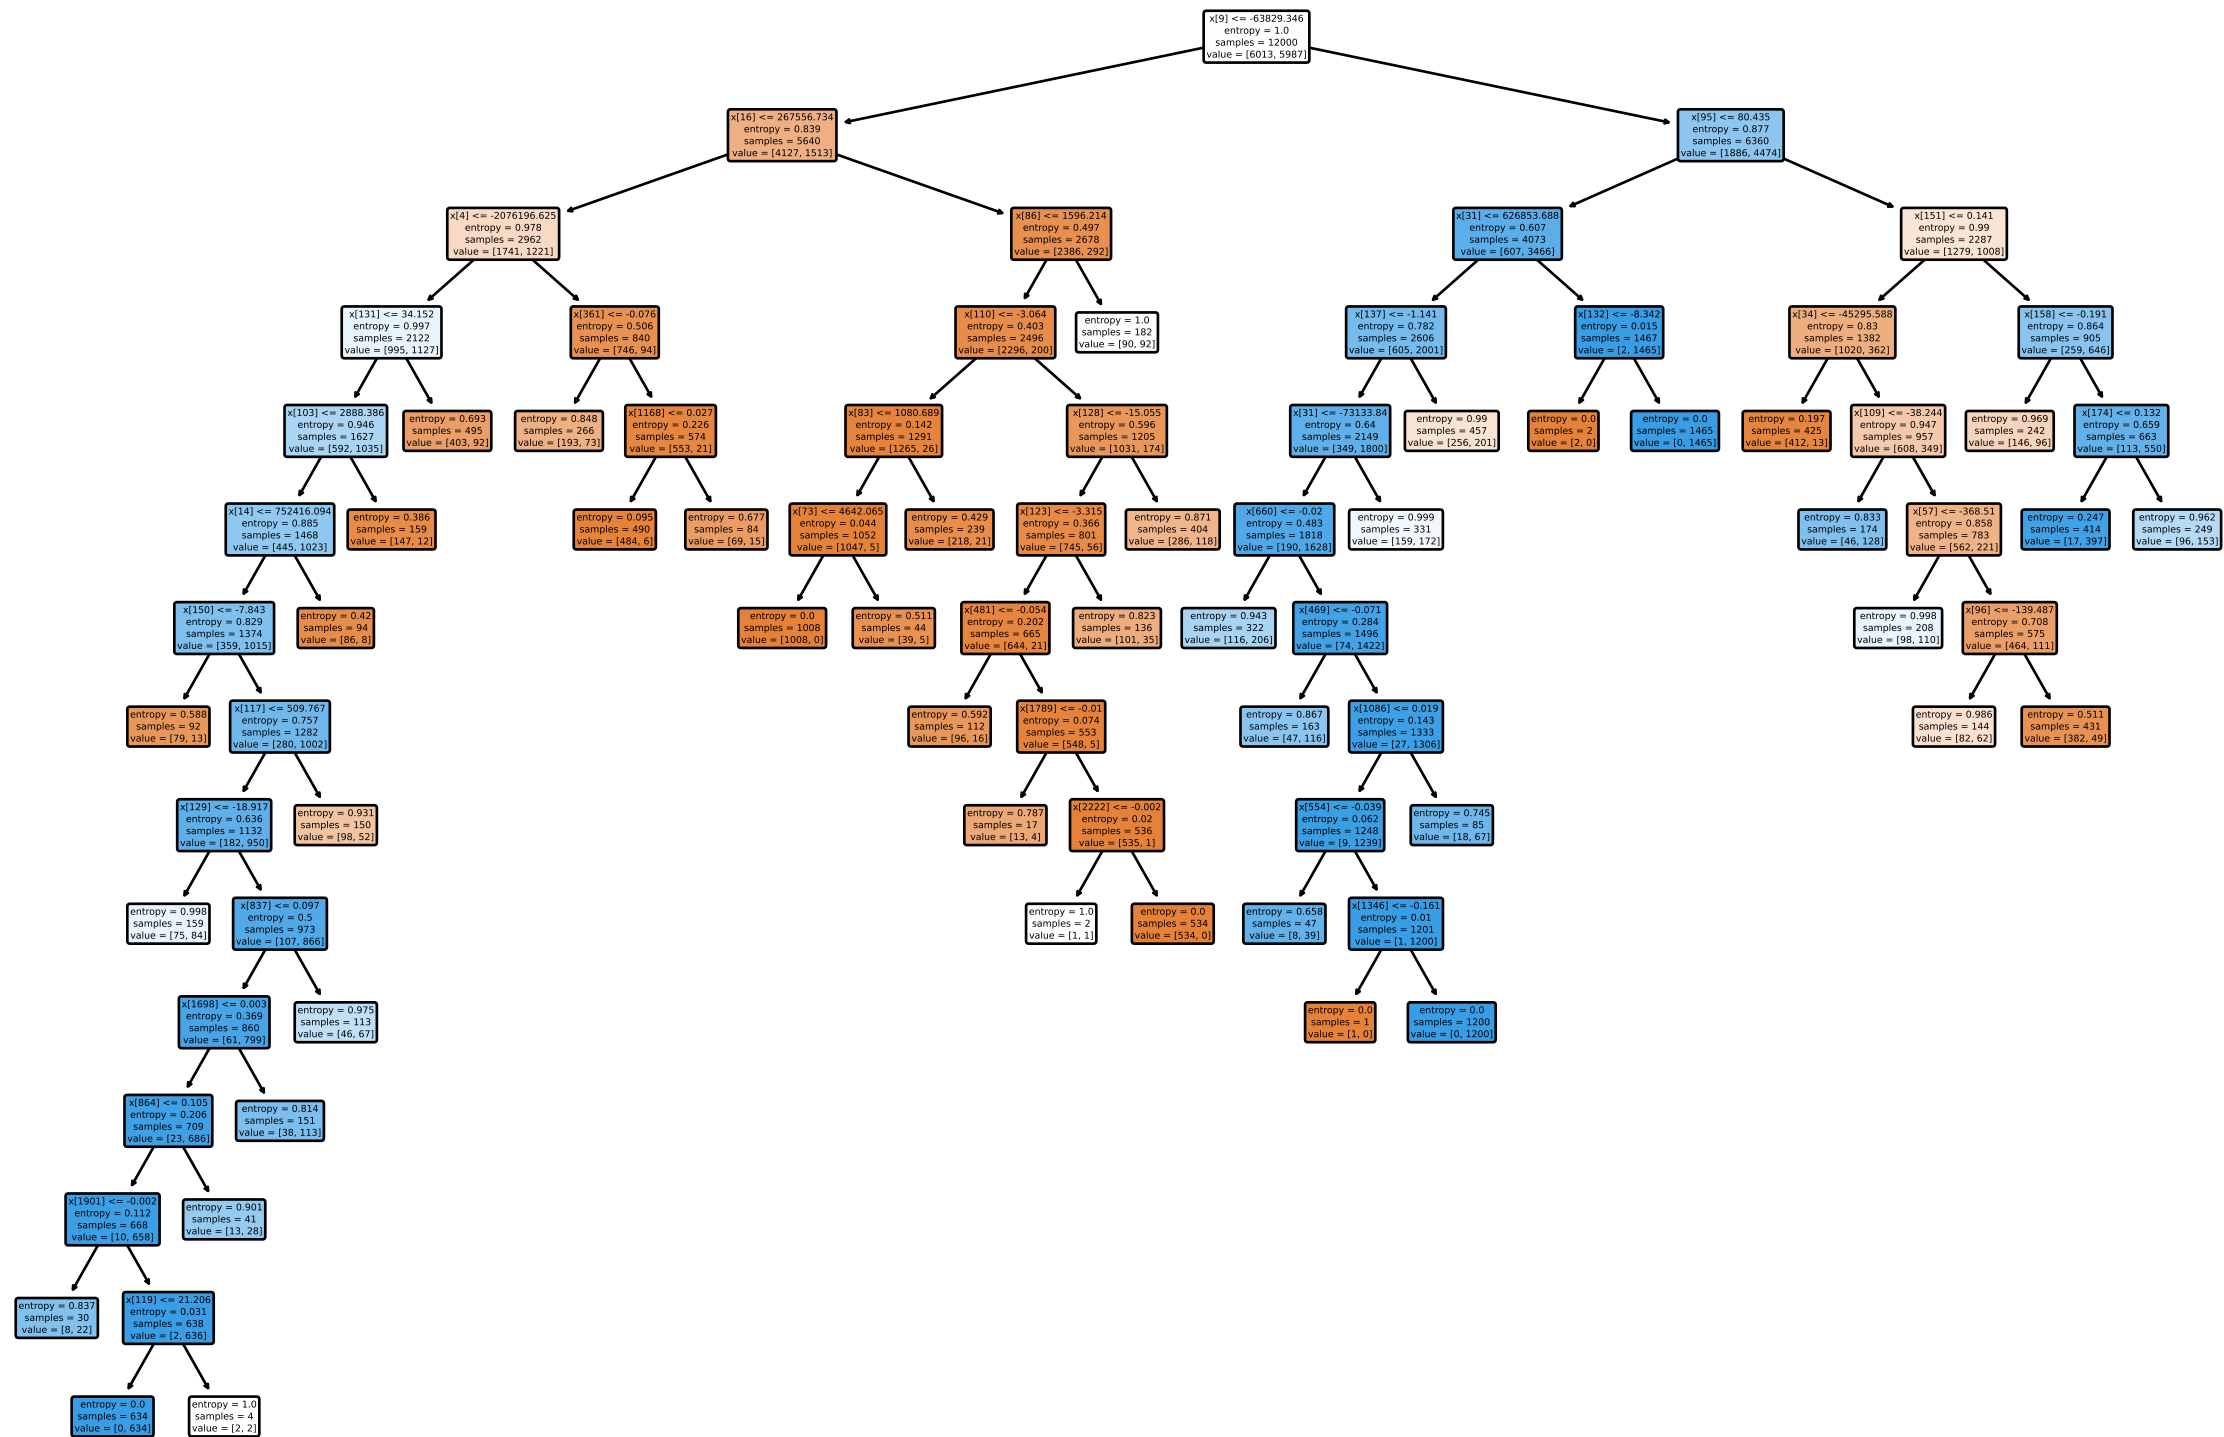 x[9] <= -63829.346
entropy = 1.0
samples = 12000
value = [6013, 5987]
x[16] <= 267556.734
entropy = 0.839
samples = 5640
value = [4127, 1513]
x[95] <= 80.435
entropy = 0.877
samples = 6360
value = [1886, 4474]
x[4] <= -2076196.625
entropy = 0.978
samples = 2962
value = [1741, 1221]
x[86] <= 1596.214
entropy = 0.497
samples = 2678
value = [2386, 292]
x[31] <= 626853.688
entropy = 0.607
samples = 4073
value = [607, 3466]
x[151] <= 0.141
entropy = 0.99
samples = 2287
value = [1279, 1008]
x[131] <= 34.152
entropy = 0.997
samples = 2122
value = [995, 1127]
x[361] <= -0.076
entropy = 0.506
samples = 840
value = [746, 94]
x[110] <= -3.064
entropy = 0.403
samples = 2496
value = [2296, 200]
entropy = 1.0
samples = 182
value = [90, 92]
x[137] <= -1.141
entropy = 0.782
samples = 2606
value = [605, 2001]
x[132] <= -8.342
entropy = 0.015
samples = 1467
value = [2, 1465]
x[34] <= -45295.588
entropy = 0.83
samples = 1382
value = [1020, 362]
x[158] <= -0.191
entropy = 0.864
samples = 905
value = [259, 646]
x[103] <= 2888.386
entropy = 0.946
samples = 1627
value = [592, 1035]
entropy = 0.693
samples = 495
value = [403, 92]
entropy = 0.848
samples = 266
value = [193, 73]
x[1168] <= 0.027
entropy = 0.226
samples = 574
value = [553, 21]
x[83] <= 1080.689
entropy = 0.142
samples = 1291
value = [1265, 26]
x[128] <= -15.055
entropy = 0.596
samples = 1205
value = [1031, 174]
x[31] <= -73133.84
entropy = 0.64
samples = 2149
value = [349, 1800]
entropy = 0.99
samples = 457
value = [256, 201]
entropy = 0.0
samples = 2
value = [2, 0]
entropy = 0.0
samples = 1465
value = [0, 1465]
entropy = 0.197
samples = 425
value = [412, 13]
x[109] <= -38.244
entropy = 0.947
samples = 957
value = [608, 349]
entropy = 0.969
samples = 242
value = [146, 96]
x[174] <= 0.132
entropy = 0.659
samples = 663
value = [113, 550]
x[14] <= 752416.094
entropy = 0.885
samples = 1468
value = [445, 1023]
entropy = 0.386
samples = 159
value = [147, 12]
entropy = 0.095
samples = 490
value = [484, 6]
entropy = 0.677
samples = 84
value = [69, 15]
x[73] <= 4642.065
entropy = 0.044
samples = 1052
value = [1047, 5]
entropy = 0.429
samples = 239
value = [218, 21]
x[123] <= -3.315
entropy = 0.366
samples = 801
value = [745, 56]
entropy = 0.871
samples = 404
value = [286, 118]
x[660] <= -0.02
entropy = 0.483
samples = 1818
value = [190, 1628]
entropy = 0.999
samples = 331
value = [159, 172]
entropy = 0.833
samples = 174
value = [46, 128]
x[57] <= -368.51
entropy = 0.858
samples = 783
value = [562, 221]
entropy = 0.247
samples = 414
value = [17, 397]
entropy = 0.962
samples = 249
value = [96, 153]
x[150] <= -7.843
entropy = 0.829
samples = 1374
value = [359, 1015]
entropy = 0.42
samples = 94
value = [86, 8]
entropy = 0.0
samples = 1008
value = [1008, 0]
entropy = 0.511
samples = 44
value = [39, 5]
x[481] <= -0.054
entropy = 0.202
samples = 665
value = [644, 21]
entropy = 0.823
samples = 136
value = [101, 35]
entropy = 0.943
samples = 322
value = [116, 206]
x[469] <= -0.071
entropy = 0.284
samples = 1496
value = [74, 1422]
entropy = 0.998
samples = 208
value = [98, 110]
x[96] <= -139.487
entropy = 0.708
samples = 575
value = [464, 111]
entropy = 0.588
samples = 92
value = [79, 13]
x[117] <= 509.767
entropy = 0.757
samples = 1282
value = [280, 1002]
entropy = 0.592
samples = 112
value = [96, 16]
x[1789] <= -0.01
entropy = 0.074
samples = 553
value = [548, 5]
entropy = 0.867
samples = 163
value = [47, 116]
x[1086] <= 0.019
entropy = 0.143
samples = 1333
value = [27, 1306]
entropy = 0.986
samples = 144
value = [82, 62]
entropy = 0.511
samples = 431
value = [382, 49]
x[129] <= -18.917
entropy = 0.636
samples = 1132
value = [182, 950]
entropy = 0.931
samples = 150
value = [98, 52]
entropy = 0.787
samples = 17
value = [13, 4]
x[2222] <= -0.002
entropy = 0.02
samples = 536
value = [535, 1]
x[554] <= -0.039
entropy = 0.062
samples = 1248
value = [9, 1239]
entropy = 0.745
samples = 85
value = [18, 67]
entropy = 0.998
samples = 159
value = [75, 84]
x[837] <= 0.097
entropy = 0.5
samples = 973
value = [107, 866]
entropy = 1.0
samples = 2
value = [1, 1]
entropy = 0.0
samples = 534
value = [534, 0]
entropy = 0.658
samples = 47
value = [8, 39]
x[1346] <= -0.161
entropy = 0.01
samples = 1201
value = [1, 1200]
x[1698] <= 0.003
entropy = 0.369
samples = 860
value = [61, 799]
entropy = 0.975
samples = 113
value = [46, 67]
entropy = 0.0
samples = 1
value = [1, 0]
entropy = 0.0
samples = 1200
value = [0, 1200]
x[864] <= 0.105
entropy = 0.206
samples = 709
value = [23, 686]
entropy = 0.814
samples = 151
value = [38, 113]
x[1901] <= -0.002
entropy = 0.112
samples = 668
value = [10, 658]
entropy = 0.901
samples = 41
value = [13, 28]
entropy = 0.837
samples = 30
value = [8, 22]
x[119] <= 21.206
entropy = 0.031
samples = 638
value = [2, 636]
entropy = 0.0
samples = 634
value = [0, 634]
entropy = 1.0
samples = 4
value = [2, 2]